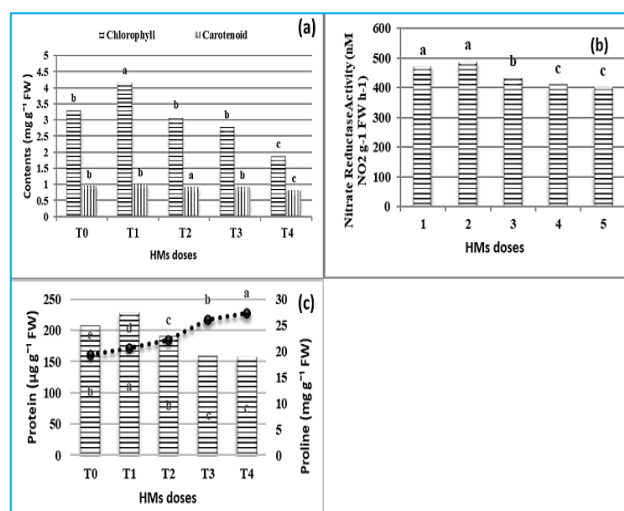 (a)
Chlorophyll Carotenoid
Contents (mg g⁻¹ FW)
5
4.5
4
3.5
3
2.5
2
1.5
1
0.5
0
b b a b b a b b c c
T0 T1 T2 T3 T4
HMs doses
(b)
Nitrate Reductase Activity (nM
NO2 g-1 FW h-1)
600
500
400
300
200
100
0
a a b c c
1 2 3 4 5
HMs doses
(c)
Protein (µg g⁻¹ FW)
250
200
150
100
50
0
e d c b a
b a b c c
30
25
20
15
10
5
0
Proline (mg g⁻¹ FW)
T0 T1 T2 T3 T4
HMs doses